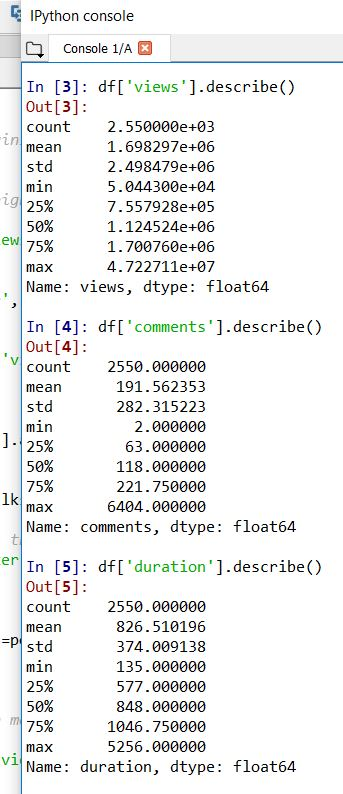 IPython console
Console 1/A
In [3]: df['views'].describe()
Out[3]:
count    2.550000e+03
mean     1.698297e+06
std      2.498479e+06
min      5.044300e+04
25%      7.557928e+05
50%      1.124524e+06
75%      1.700760e+06
max      4.722711e+07
Name: views, dtype: float64
In [4]: df['comments'].describe()
Out[4]:
count    2550.000000
mean      191.562353
std       282.315223
min         2.000000
25%        63.000000
50%       118.000000
75%       221.750000
max      6404.000000
Name: comments, dtype: float64
In [5]: df['duration'].describe()
Out[5]:
count    2550.000000
mean      826.510196
std       374.009138
min       135.000000
25%       577.000000
50%       848.000000
75%      1046.750000
max      5256.000000
Name: duration, dtype: float64